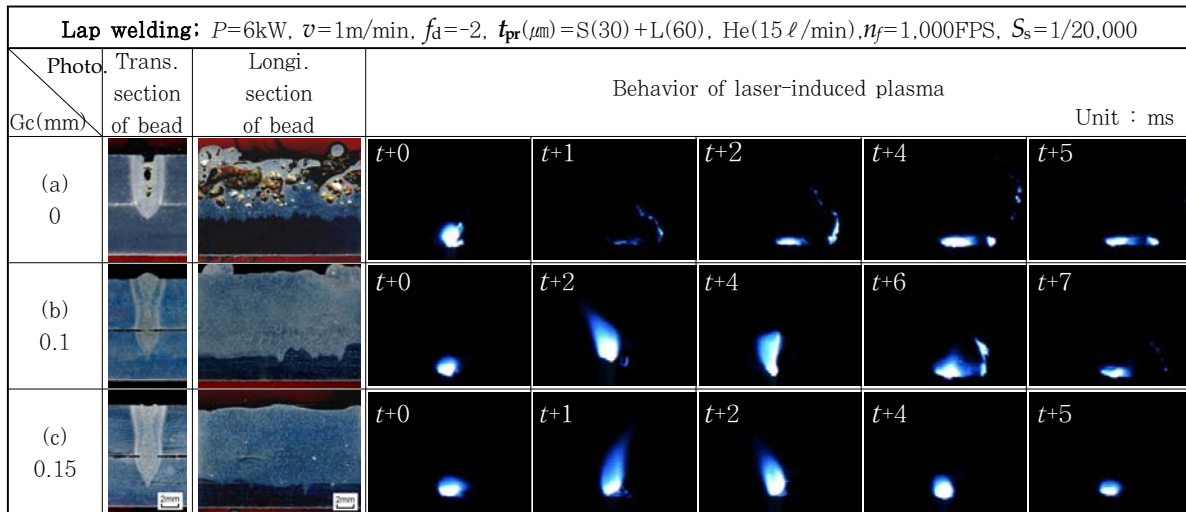 Lap welding; P=6kW, v=1m/min, fd=-2, tpr(㎛)=S(30)+L(60), He(15ℓ/min),nf=1,000FPS, Ss=1/20,000
Photo.
Gc(mm)
Trans.
section
of bead
Longi.
section
of bead
Behavior of laser-induced plasma
Unit : ms
(a)
0
t+0
t+1
t+2
t+4
t+5
(b)
0.1
t+0
t+2
t+4
t+6
t+7
(c)
0.15
2mm
2mm
t+0
t+1
t+2
t+4
t+5